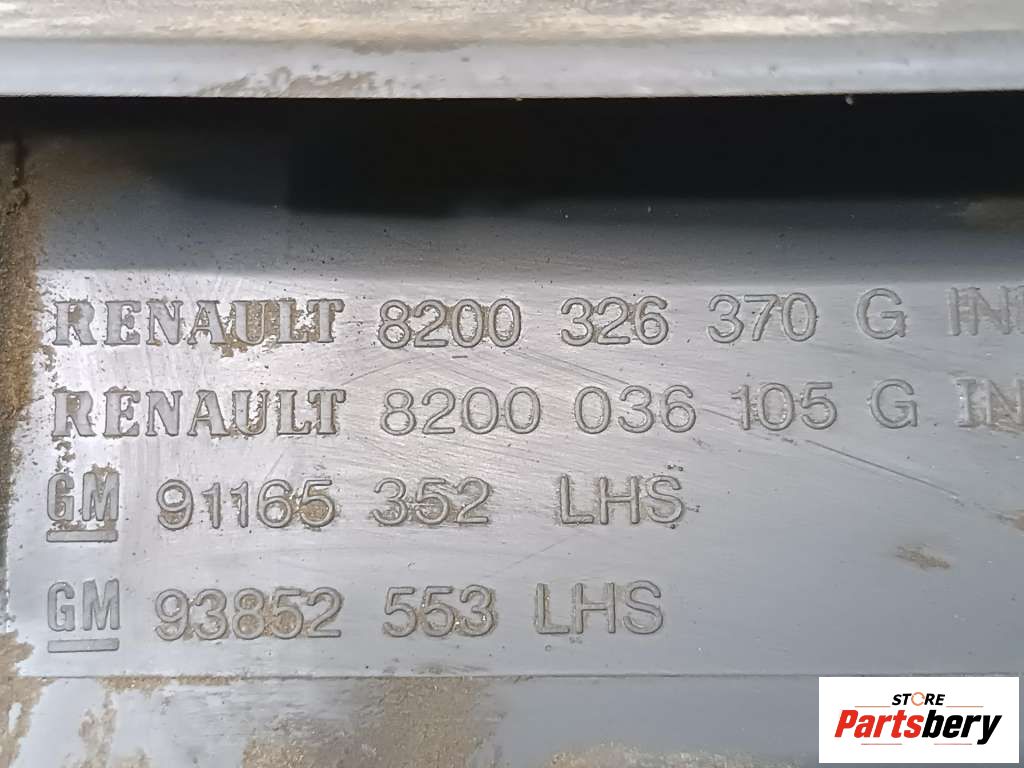 RENAULT 8200 326 370 G
RENAULT 8200 036 105 G
GM 91165 352 LHS
GM 93852 553 LHS
STORE
Partsbery